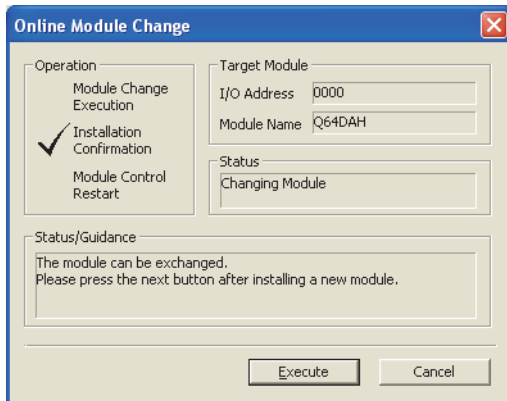 Online Module Change
Operation
Module Change
Execution
Installation
Confirmation
Module Control
Restart
Target Module
I/O Address 0000
Module Name Q64DAH
Status
Changing Module
Status/Guidance
The module can be exchanged.
Please press the next button after installing a new module.
Execute Cancel